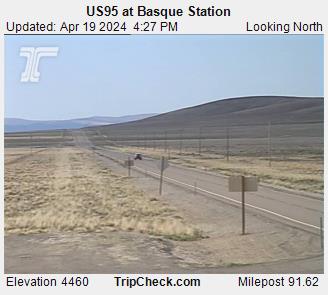 US95 at Basque Station
Updated: Apr 19 2024 4:27 PM Looking North
Elevation 4460 TripCheck.com Milepost 91.62